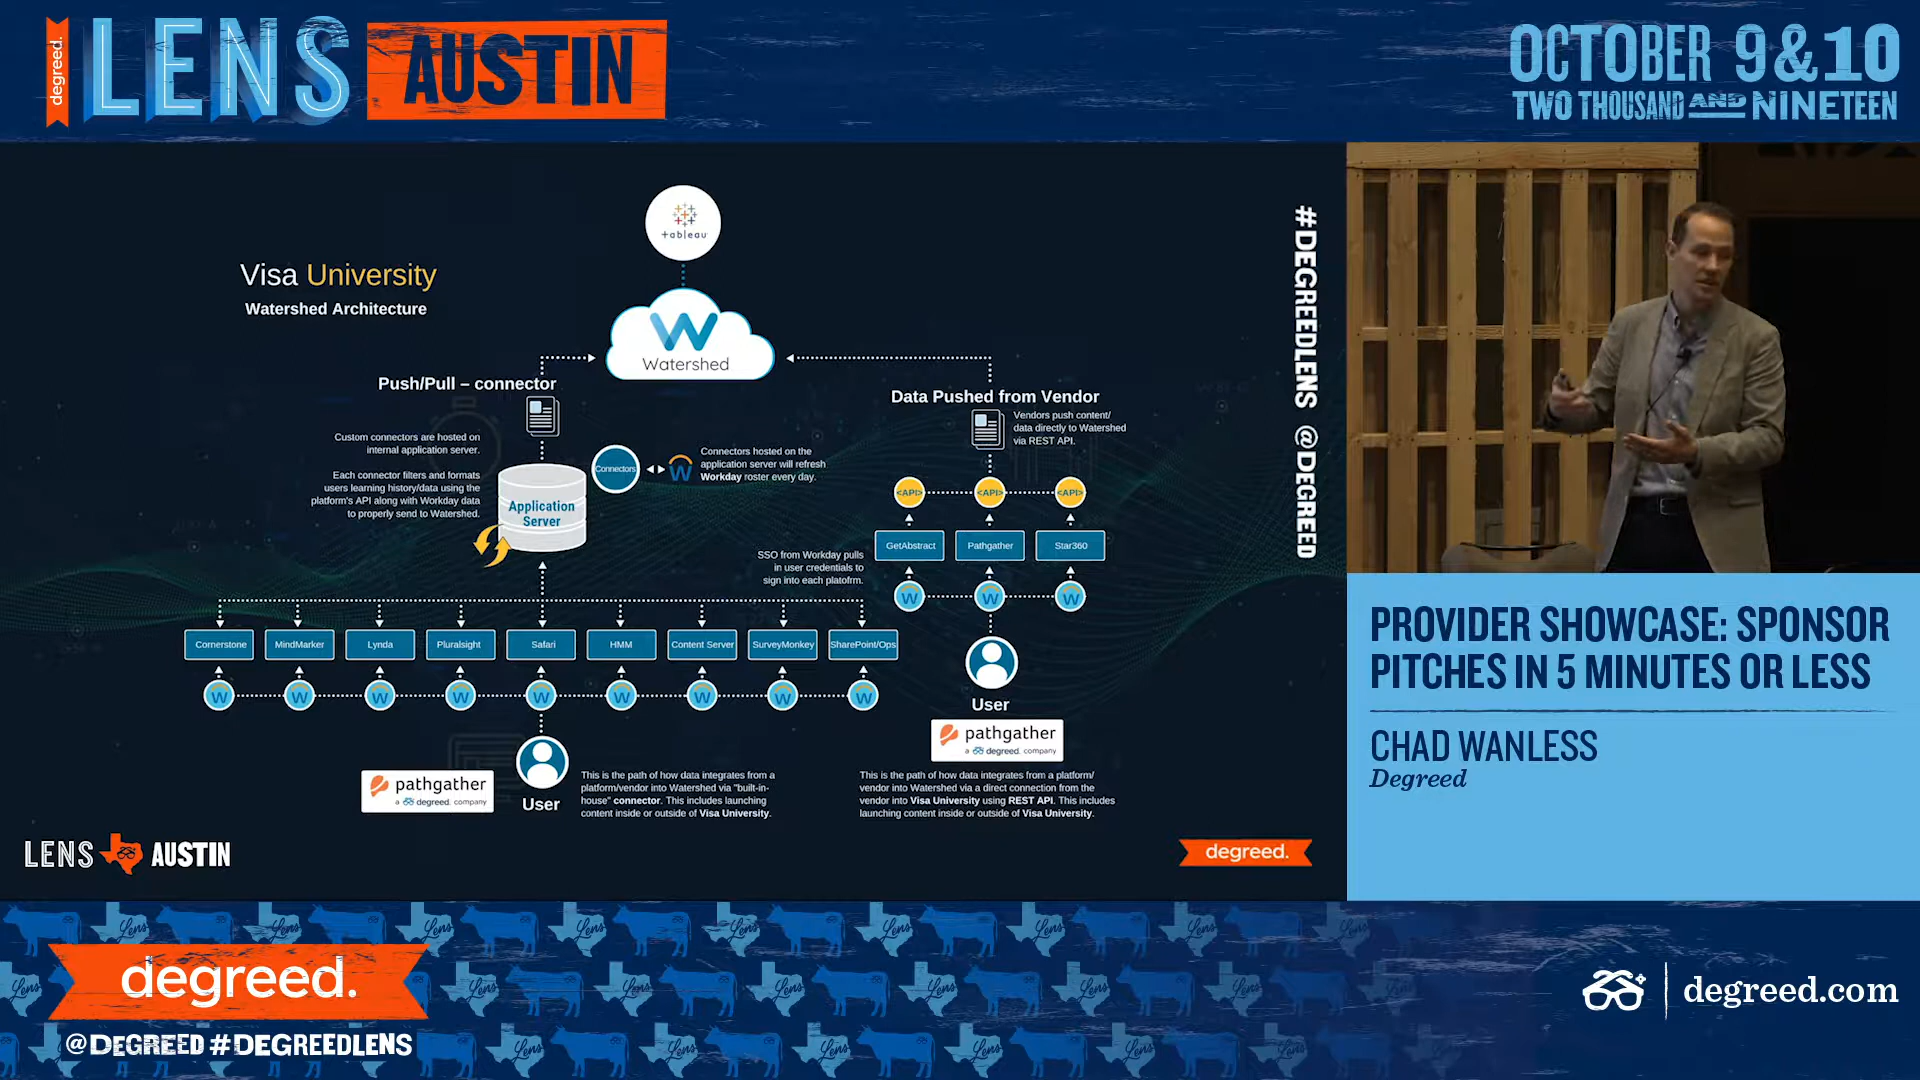 degreed.
LENS
AUSTIN
OCTOBER 9&10
TWO THOUSAND AND NINETEEN
+ableau
Visa University
Watershed Architecture
Watershed
Push/Pull – connector
Custom connectors are hosted on
internal application server.
Each connector filters and formats
users learning history/data using the
platform's API along with Workday data
to properly send to Watershed.
Application
Server
Connectors
Connectors hosted on the
application server will refresh
Workday roster every day.
Data Pushed from Vendor
Vendors push content/
data directly to Watershed
via REST API.
<API>
<API>
<API>
GetAbstract
Pathgather
Star360
SSO from Workday pulls
in user credentials to
sign into each platofrm.
Cornerstone
MindMarker
Lynda
Pluralsight
Safari
HMM
Content Server
SurveyMonkey
SharePoint/Ops
User
pathgather
a degreed. company
This is the path of how data integrates from a
platform/vendor into Watershed via "built-in-
house" connector. This includes launching
content inside or outside of Visa University.
User
pathgather
a degreed. company
This is the path of how data integrates from a platform/
vendor into Watershed via a direct connection from the
vendor into Visa University using REST API. This includes
launching content inside or outside of Visa University.
#DEGREEDLENS @DEGREED
LENS AUSTIN
degreed.
PROVIDER SHOWCASE: SPONSOR
PITCHES IN 5 MINUTES OR LESS
CHAD WANLESS
Degreed
degreed.
@DEGREED #DEGREEDLENS
degreed.com